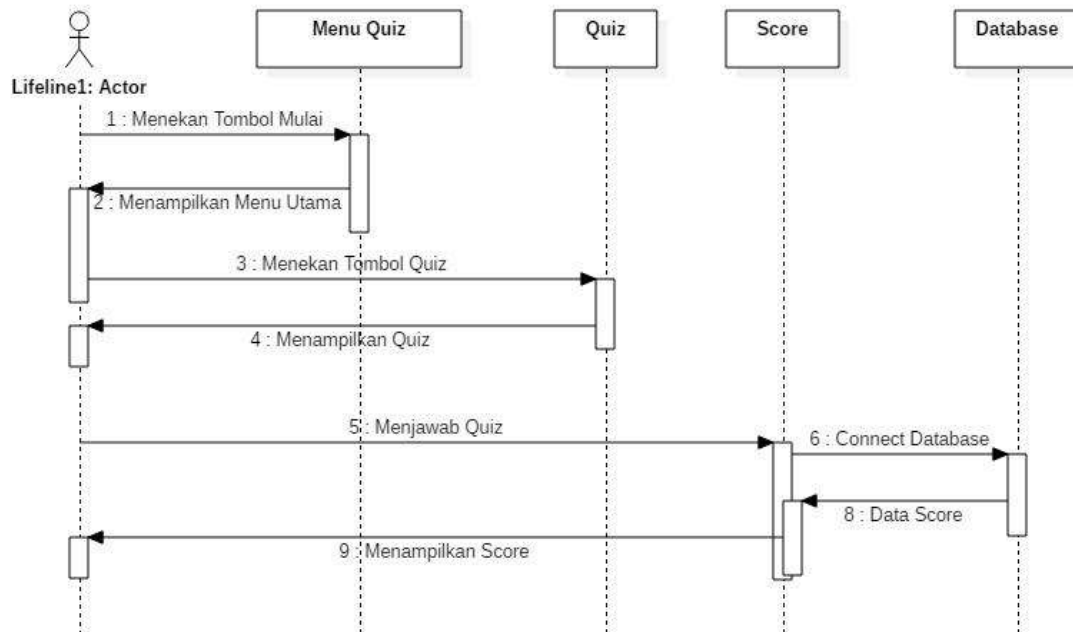 Menu Quiz
Quiz
Score
Database
Lifeline1: Actor
1 : Menekan Tombol Mulai
2 : Menampilkan Menu Utama
3 : Menekan Tombol Quiz
4 : Menampilkan Quiz
5 : Menjawab Quiz
6 : Connect Database
8 : Data Score
9 : Menampilkan Score